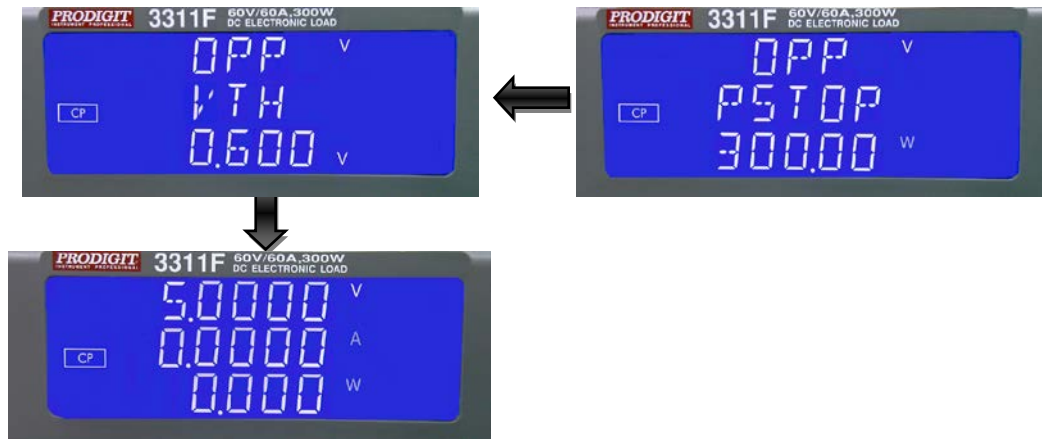 PRODIGIT 3311F 60V/60A,300W
INSTRUMENT PROFESSIONAL DC ELECTRONIC LOAD
OPP V
CP VTH
0.600 V
PRODIGIT 3311F 60V/60A,300W
INSTRUMENT PROFESSIONAL DC ELECTRONIC LOAD
OPP V
CP PSTOP
300.00 W
PRODIGIT 3311F 60V/60A,300W
INSTRUMENT PROFESSIONAL DC ELECTRONIC LOAD
5.0000 V
CP 0.0000 A
0.000 W